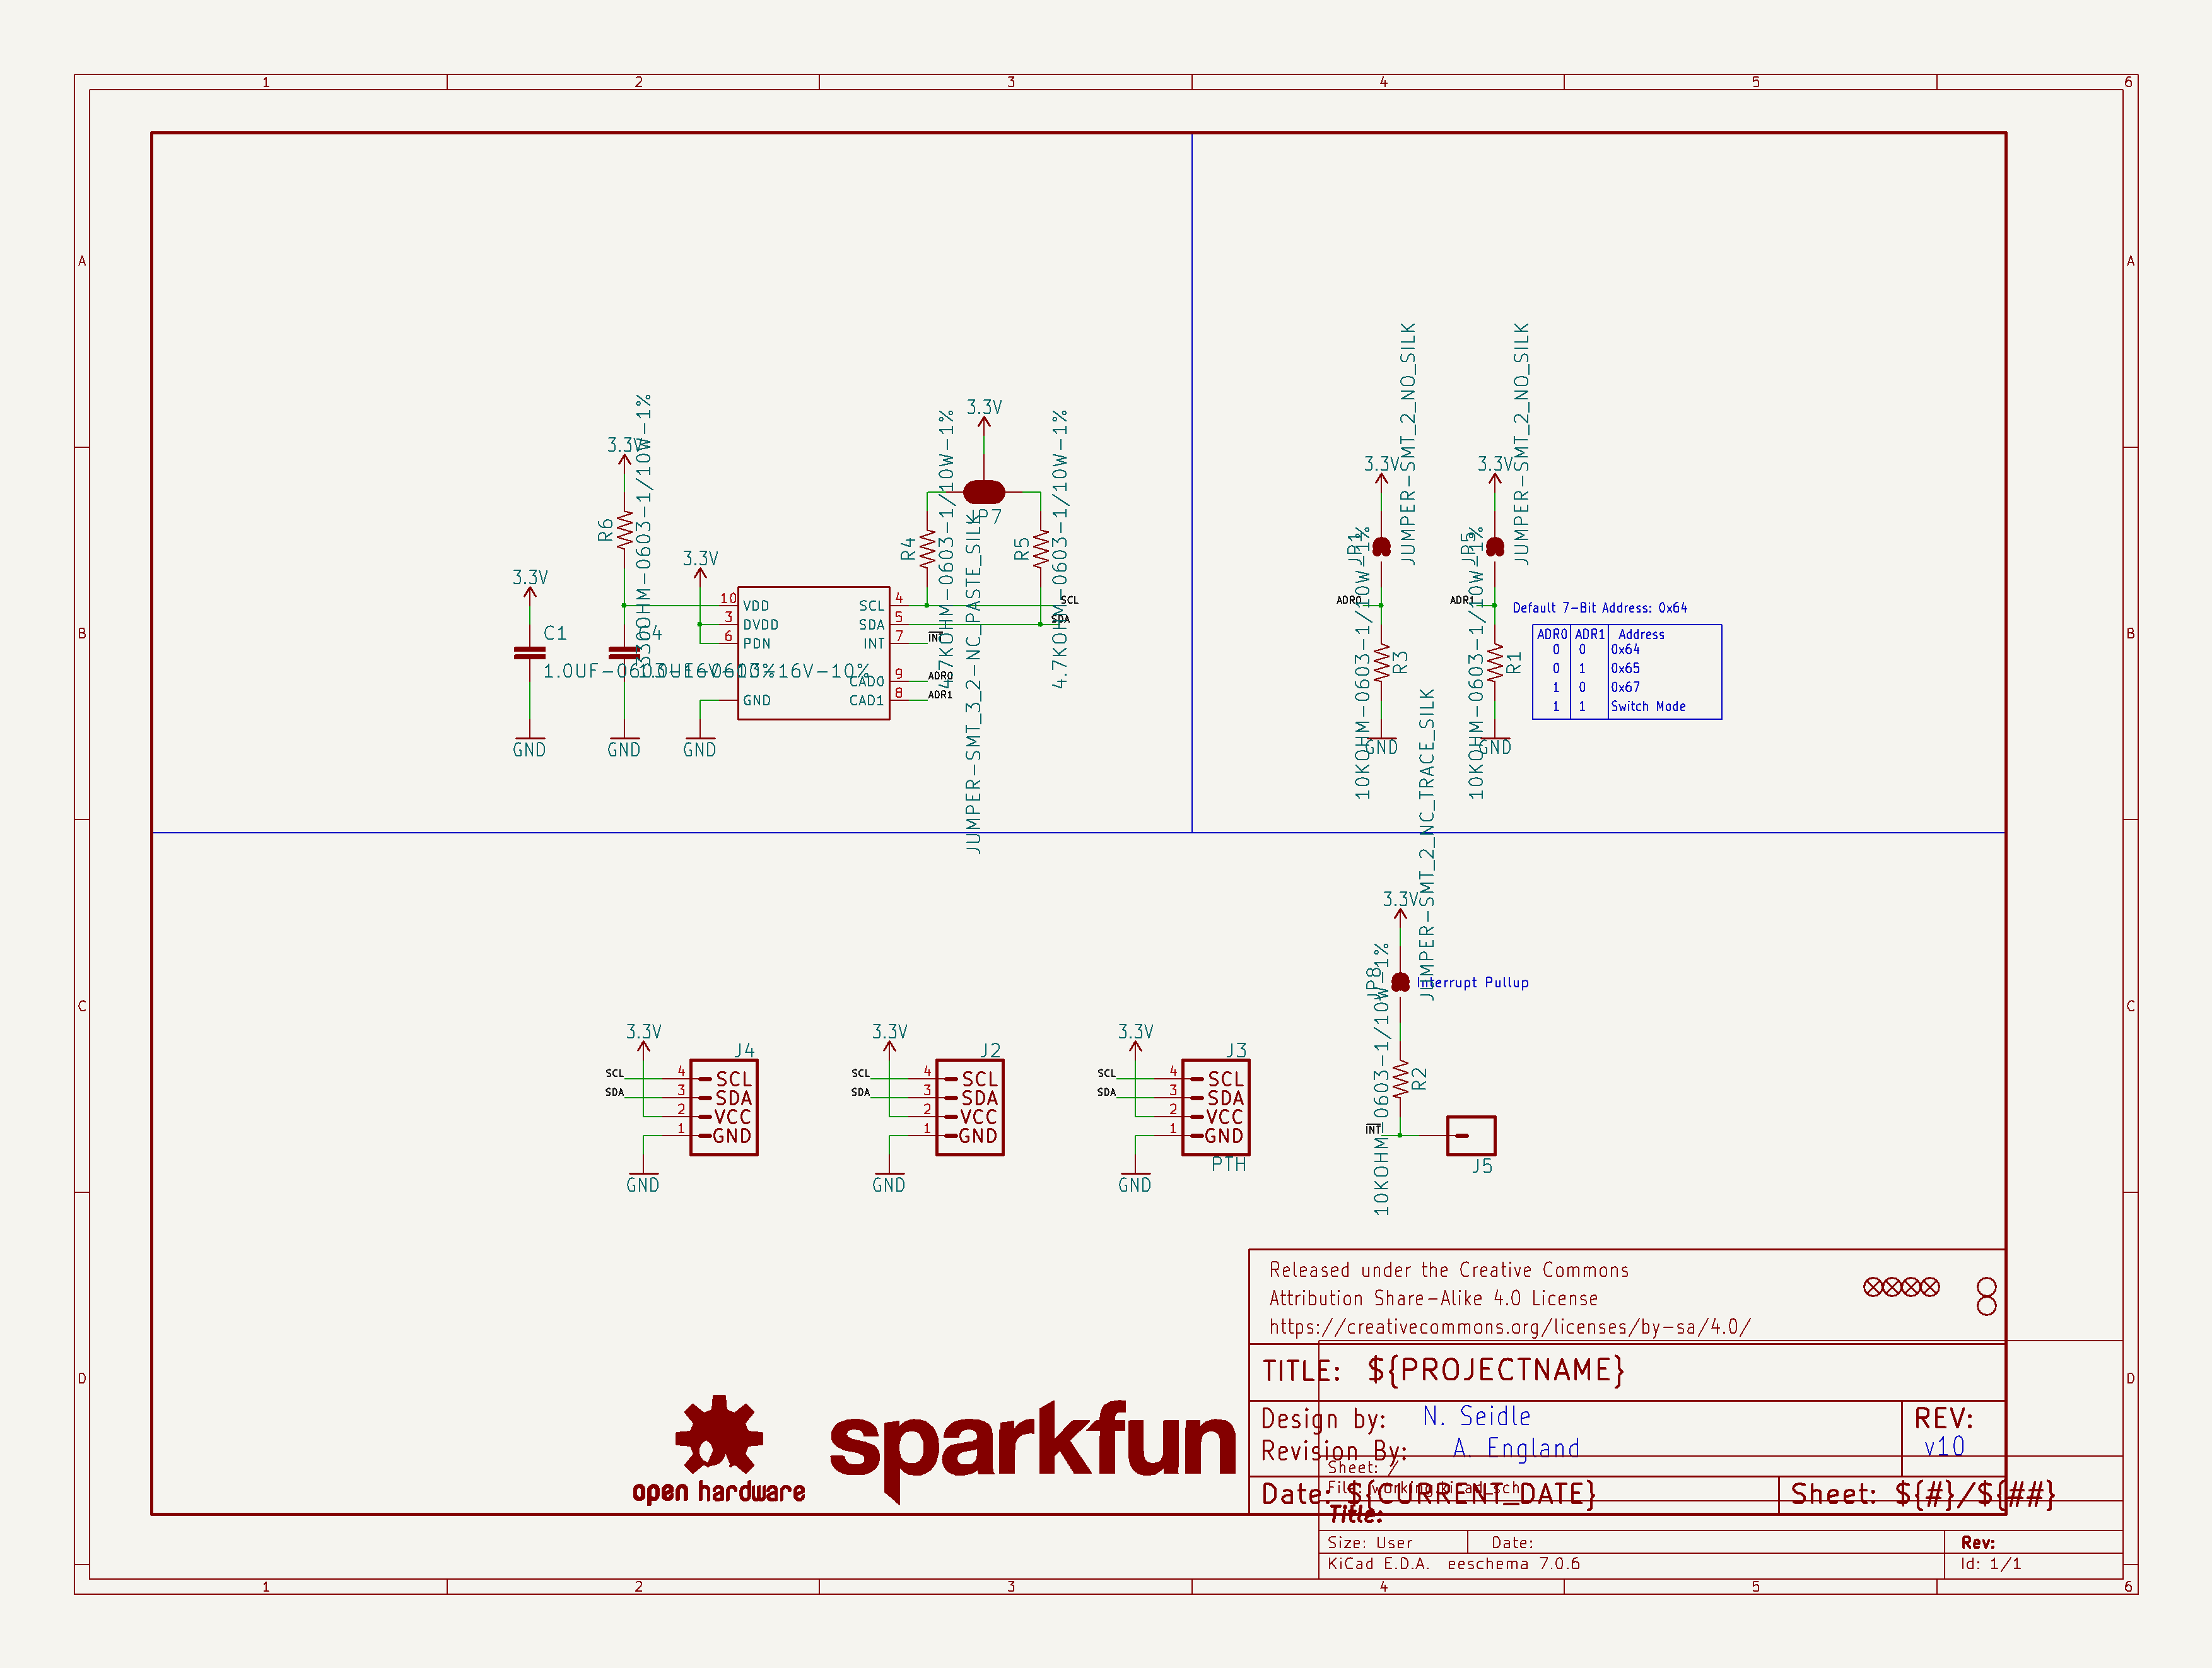 1 2 3 4 5 6
A A
B B
C C
D D
3.3V
R6
330OHM-0603-1/10W-1%
3.3V
C1
1.0UF-0603-16V-10%
GND
C4
1.0UF-0603-16V-10%
GND
3.3V
10 VDD
3 DVDD
6 PDN
GND
GND
SCL 4
SDA 5
INT 7
CAD0 9
CAD1 8
SCL
SDA
INT
ADR0
ADR1
3.3V
JP7
JUMPER-SMT_3_2-NC_PASTE_SILK
R4
4.7KOHM-0603-1/10W-1%
R5
4.7KOHM-0603-1/10W-1%
3.3V
JP1
JUMPER-SMT_2_NO_SILK
ADR0
R3
10KOHM-0603-1/10W-1%
GND
3.3V
JP5
JUMPER-SMT_2_NO_SILK
ADR1
R1
10KOHM-0603-1/10W-1%
GND
Default 7-Bit Address: 0x64
ADR0 ADR1 Address
0 0 0x64
0 1 0x65
1 0 0x67
1 1 Switch Mode
3.3V
JP8
JUMPER-SMT_2_NC_TRACE_SILK
Interrupt Pullup
R2
10KOHM-0603-1/10W-1%
INT
J5
3.3V
J4
SCL 4 SCL
SDA 3 SDA
2 VCC
1 GND
GND
3.3V
J2
SCL 4 SCL
SDA 3 SDA
2 VCC
1 GND
GND
3.3V
J3
SCL 4 SCL
SDA 3 SDA
2 VCC
1 GND
PTH
GND
open hardware
sparkfun
Released under the Creative Commons
Attribution Share-Alike 4.0 License
https://creativecommons.org/licenses/by-sa/4.0/
TITLE: ${PROJECTNAME}
Design by: N. Seidle
Revision By: A. England
REV:
v10
Date: ${CURRENT_DATE}
Sheet: ${#}/${##}
Sheet: /
File: working.kicad_sch
Title:
Size: User Date: Rev:
KiCad E.D.A. eeschema 7.0.6 Id: 1/1
1 2 3 4 5 6